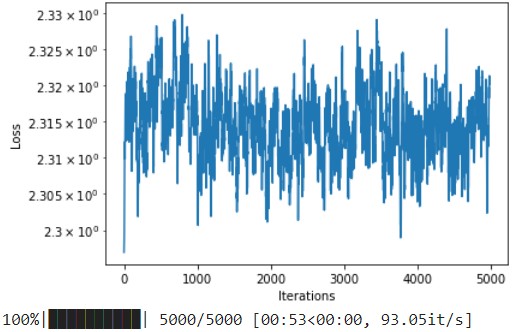 2.33 × 10⁰
2.325 × 10⁰
2.32 × 10⁰
2.315 × 10⁰
2.31 × 10⁰
2.305 × 10⁰
2.3 × 10⁰
Loss
0 1000 2000 3000 4000 5000
Iterations
100%|██████████| 5000/5000 [00:53<00:00, 93.05it/s]